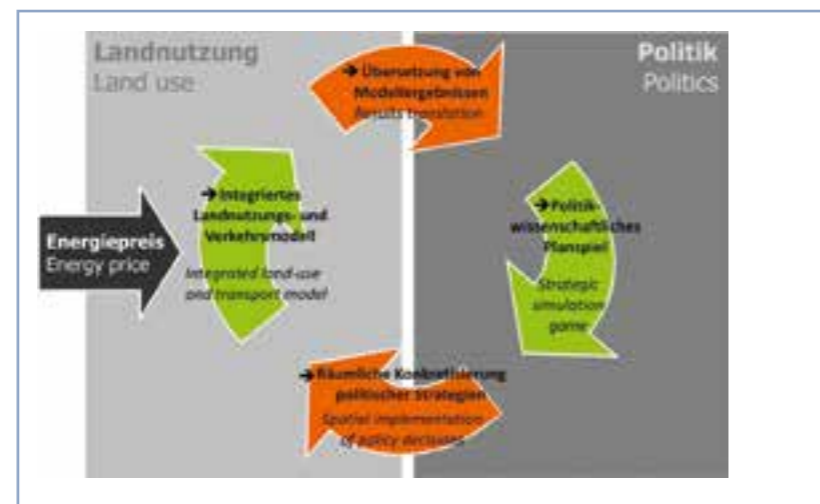 Landnutzung
Land use
Politik
Politics
➔ Übersetzung von
Modellergebnissen
Results translation
➔ Integriertes
Landnutzungs- und
Verkehrsmodell
Integrated land-use
and transport model
Energiepreis
Energy price
➔ Politik-
wissenschaftliches
Planspiel
Strategic
simulation
game
➔ Räumliche Konkretisierung
politischer Strategien
Spatial implementation
of policy decisions